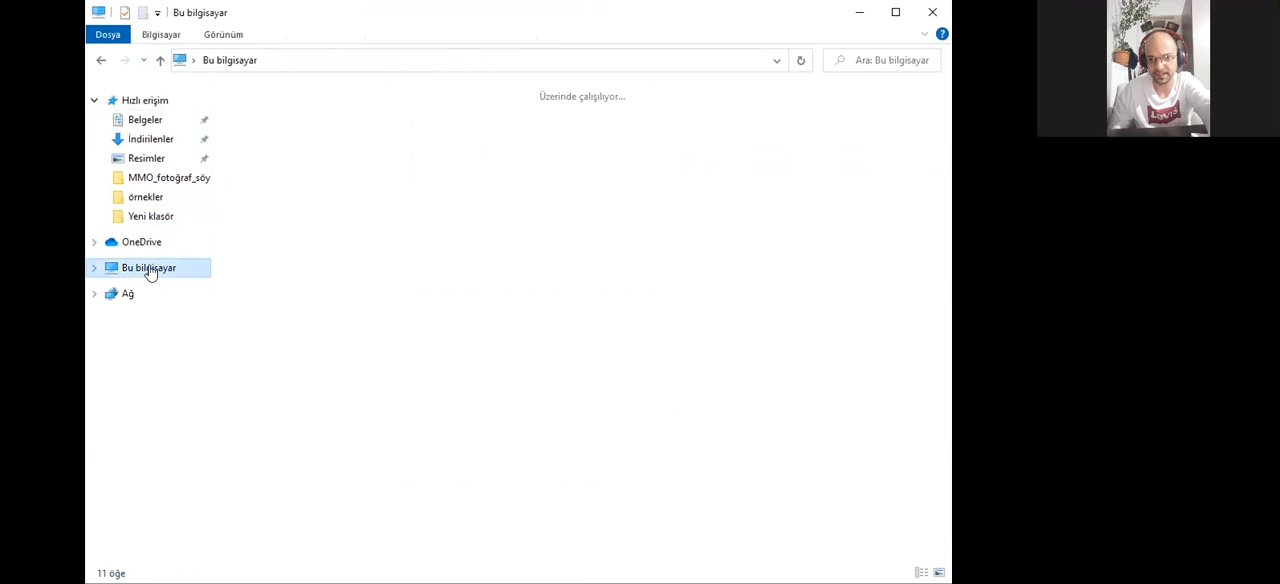 Bu bilgisayar
Dosya
Bilgisayar
Görünüm
Bu bilgisayar
Ara: Bu bilgisayar
Hızlı erişim
Üzerinde çalışılıyor...
Belgeler
İndirilenler
Resimler
MMO_fotoğraf_söy
örnekler
Yeni klasör
OneDrive
Bu bilgisayar
Ağ
11 öğe
LEVI'S